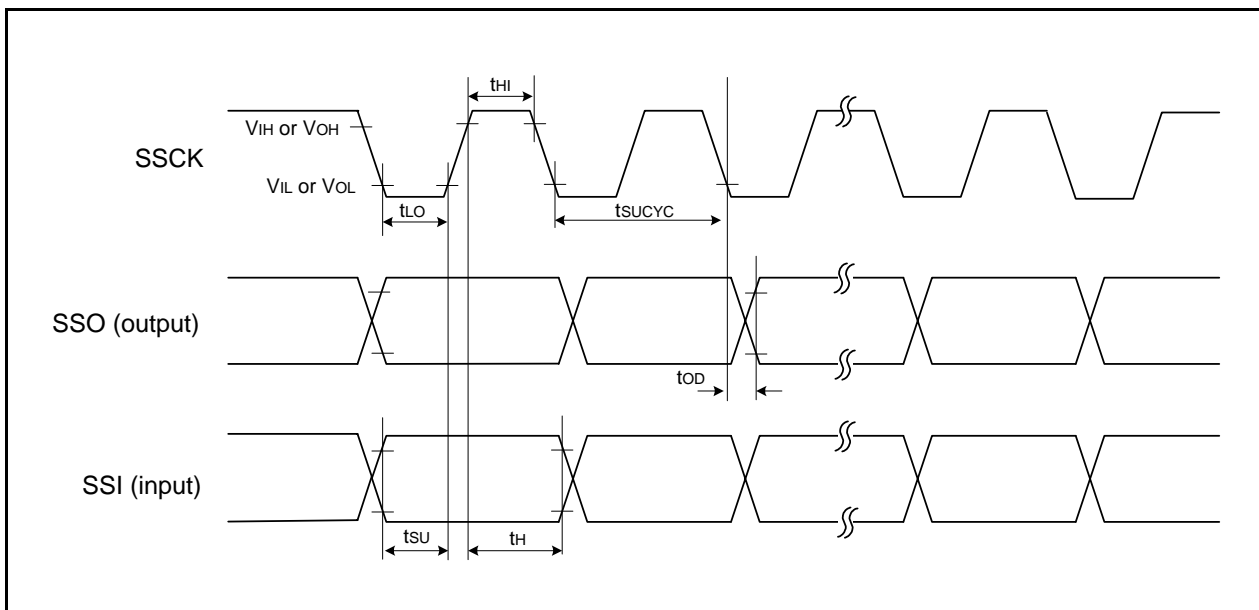 tHI
VIH or VOH
SSCK
VIL or VOL
tLO
tSUCYC
SSO (output)
tOD
SSI (input)
tSU
tH